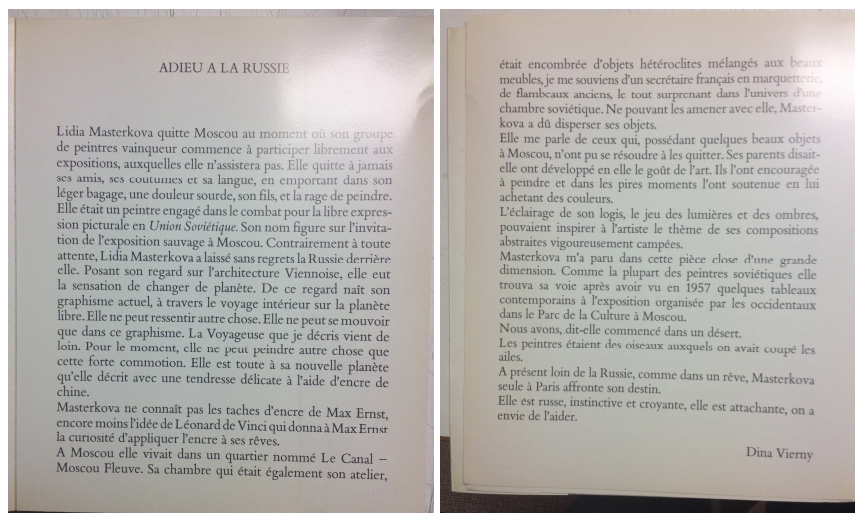 ADIEU A LA RUSSIE
Lidia Masterkova quitte Moscou au moment où son groupe
de peintres vainqueur commence à participer librement aux
expositions, auxquelles elle n'assistera pas. Elle quitte à jamais
ses amis, ses coutumes et sa langue, en emportant dans son
léger bagage, une douleur sourde, son fils, et la rage de peindre.
Elle était un peintre engagé dans le combat pour la libre expres-
sion picturale en Union Soviétique. Son nom figure sur l'invita-
tion de l'exposition sauvage à Moscou. Contrairement à toute
attente, Lidia Masterkova a laissé sans regrets la Russie derrière
elle. Posant son regard sur l'architecture Viennoise, elle eut
la sensation de changer de planète. De ce regard naît son
graphisme actuel, à travers le voyage intérieur sur la planète
libre. Elle ne peut ressentir autre chose. Elle ne peut se mouvoir
que dans ce graphisme. La Voyageuse que je décris vient de
loin. Pour le moment, elle ne peut peindre autre chose que
cette forte commotion. Elle est toute à sa nouvelle planète
qu'elle décrit avec une tendresse délicate à l'aide d'encre de
chine.
Masterkova ne connaît pas les taches d'encre de Max Ernst,
encore moins l'idée de Léonard de Vinci qui donna à Max Ernst
la curiosité d'appliquer l'encre à ses rêves.
A Moscou elle vivait dans un quartier nommé Le Canal –
Moscou Fleuve. Sa chambre qui était également son atelier,
était encombrée d'objets hétéroclites mélangés aux beaux
meubles, je me souviens d'un secrétaire français en marquetterie,
de flambeaux anciens, le tout surprenant dans l'univers d'une
chambre soviétique. Ne pouvant les amener avec elle, Master-
kova a dû disperser ses objets.
Elle me parle de ceux qui, possédant quelques beaux objets
à Moscou, n'ont pu se résoudre à les quitter. Ses parents disait-
elle ont développé en elle le goût de l'art. Ils l'ont encouragée
à peindre et dans les pires moments l'ont soutenue en lui
achetant des couleurs.
L'éclairage de son logis, le jeu des lumières et des ombres,
pouvaient inspirer à l'artiste le thème de ses compositions
abstraites vigoureusement campées.
Masterkova m'a paru dans cette pièce close d'une grande
dimension. Comme la plupart des peintres soviétiques elle
trouva sa voie après avoir vu en 1957 quelques tableaux
contemporains à l'exposition organisée par les occidentaux
dans le Parc de la Culture à Moscou.
Nous avons, dit-elle commencé dans un désert.
Les peintres étaient des oiseaux auxquels on avait coupé les
ailes.
A présent loin de la Russie, comme dans un rêve, Masterkova
seule à Paris affronte son destin.
Elle est russe, instinctive et croyante, elle est attachante, on a
envie de l'aider.
Dina Vierny